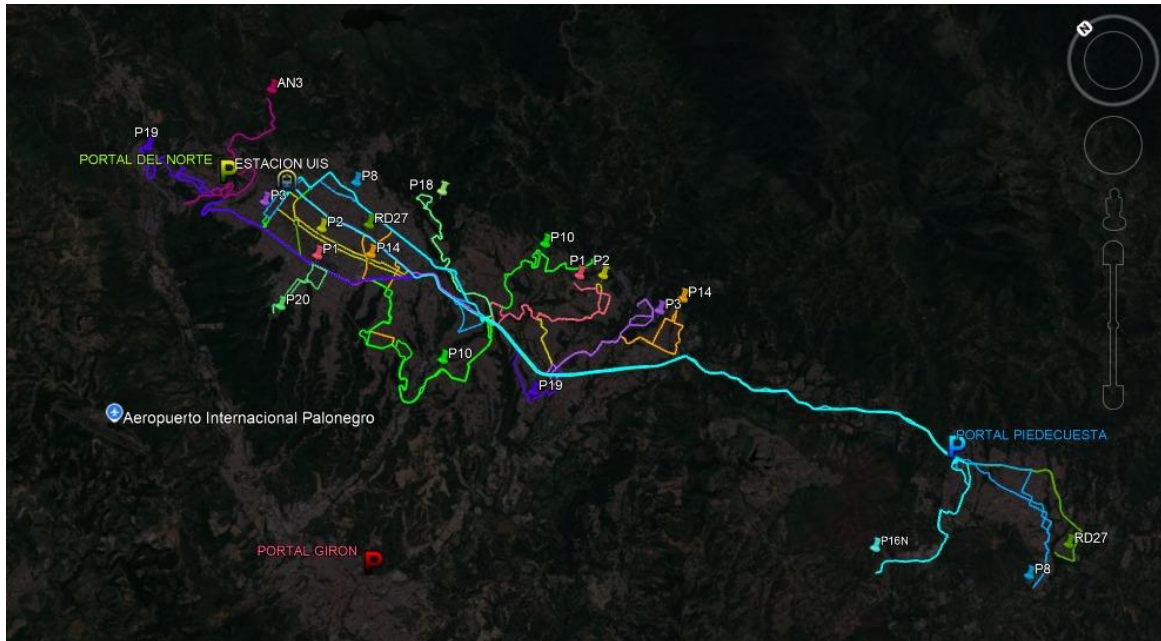 N
AN3
P19
PORTAL DEL NORTE
P
ESTACION UIS
P8
P18
P3
P2
RD27
P10
P1
P14
P1
P2
P20
P3
P14
P10
P19
Aeropuerto Internacional Palonegro
P
PORTAL PIEDECUESTA
PORTAL GIRON
P
P16N
RD27
P8